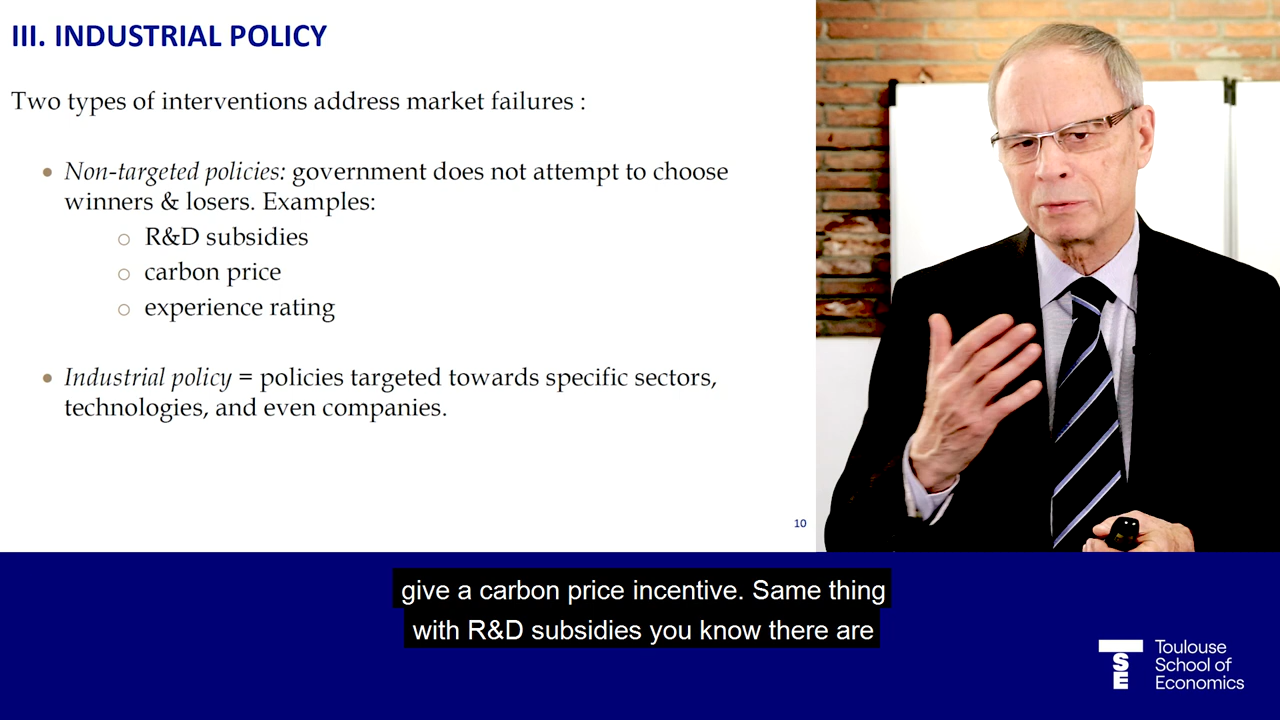 III. INDUSTRIAL POLICY
Two types of interventions address market failures :
• Non-targeted policies: government does not attempt to choose
winners & losers. Examples:
○ R&D subsidies
○ carbon price
○ experience rating
• Industrial policy = policies targeted towards specific sectors,
technologies, and even companies.
10
give a carbon price incentive. Same thing
with R&D subsidies you know there are
TSE
Toulouse
School of
Economics